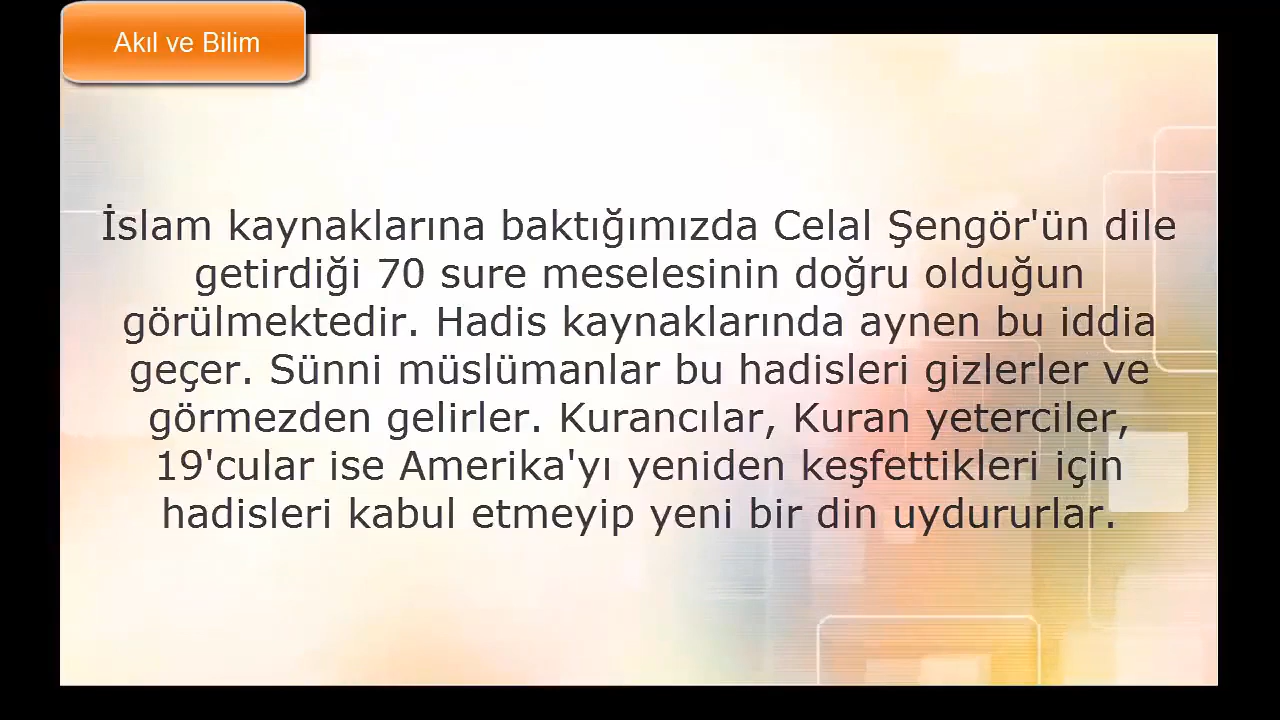 Akıl ve Bilim
İslam kaynaklarına baktığımızda Celal Şengör'ün dile
getirdiği 70 sure meselesinin doğru olduğun
görülmektedir. Hadis kaynaklarında aynen bu iddia
geçer. Sünni müslümanlar bu hadisleri gizlerler ve
görmezden gelirler. Kurancılar, Kuran yeterciler,
19'cular ise Amerika'yı yeniden keşfettikleri için
hadisleri kabul etmeyip yeni bir din uydururlar.